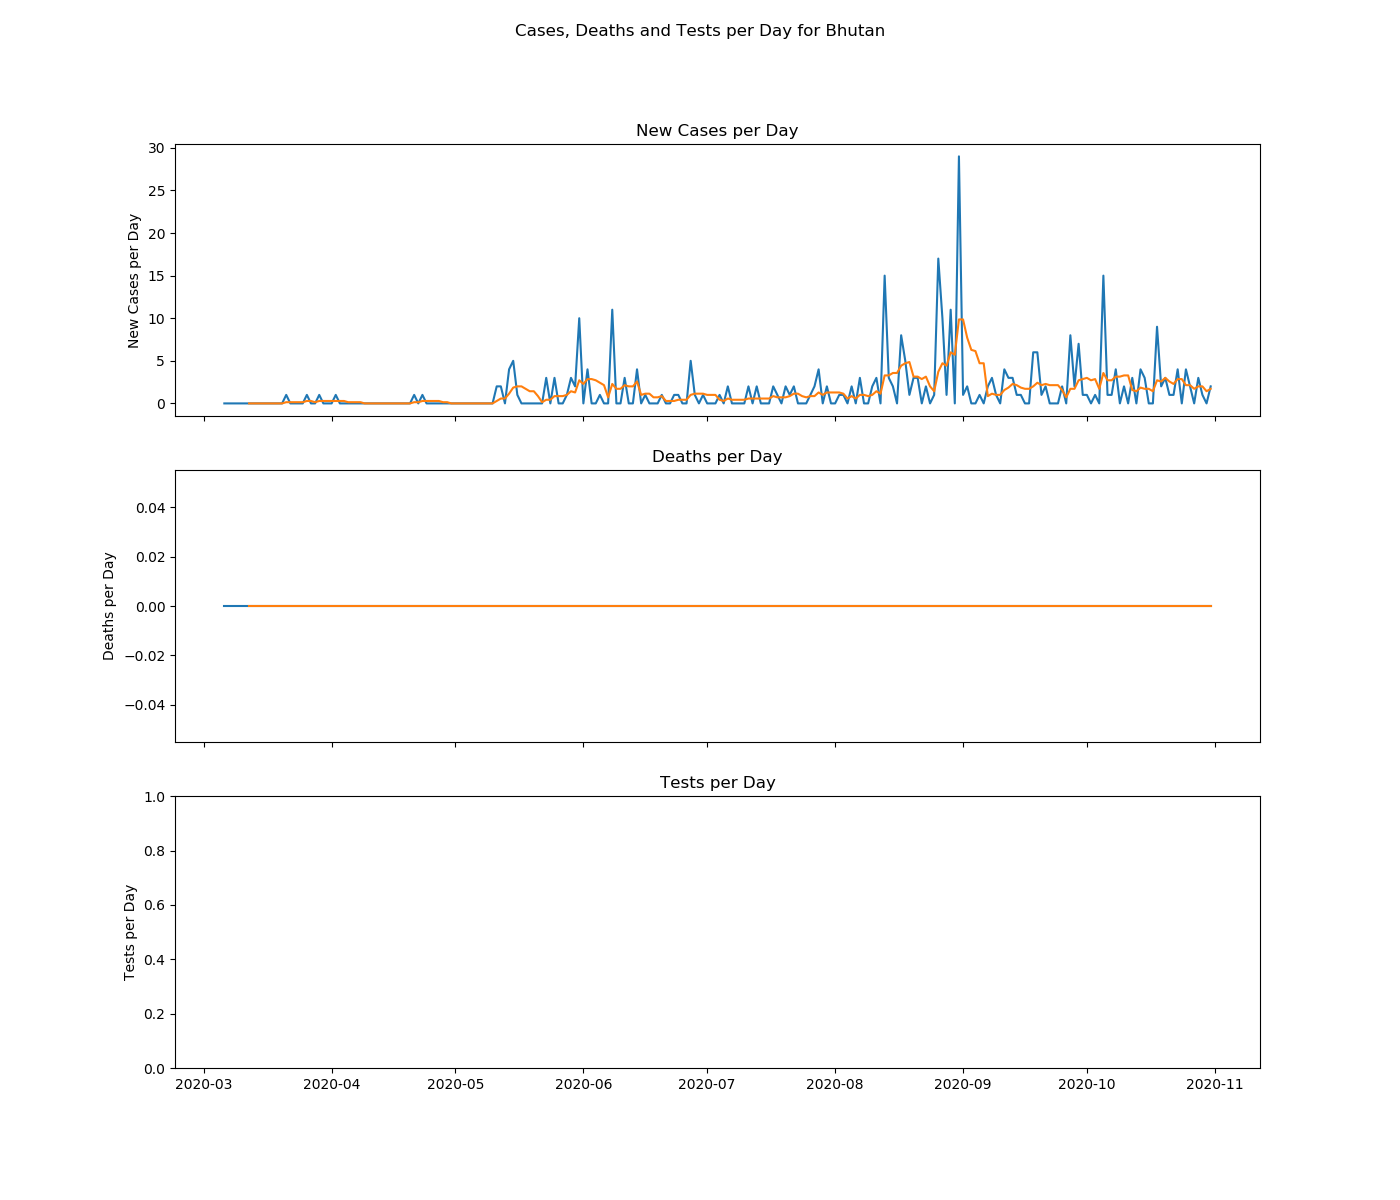 Cases, Deaths and Tests per Day for Bhutan
New Cases per Day
New Cases per Day
30
25
20
15
10
5
0
Deaths per Day
Deaths per Day
0.04
0.02
0.00
−0.02
−0.04
Tests per Day
Tests per Day
1.0
0.8
0.6
0.4
0.2
0.0
2020-03 2020-04 2020-05 2020-06 2020-07 2020-08 2020-09 2020-10 2020-11